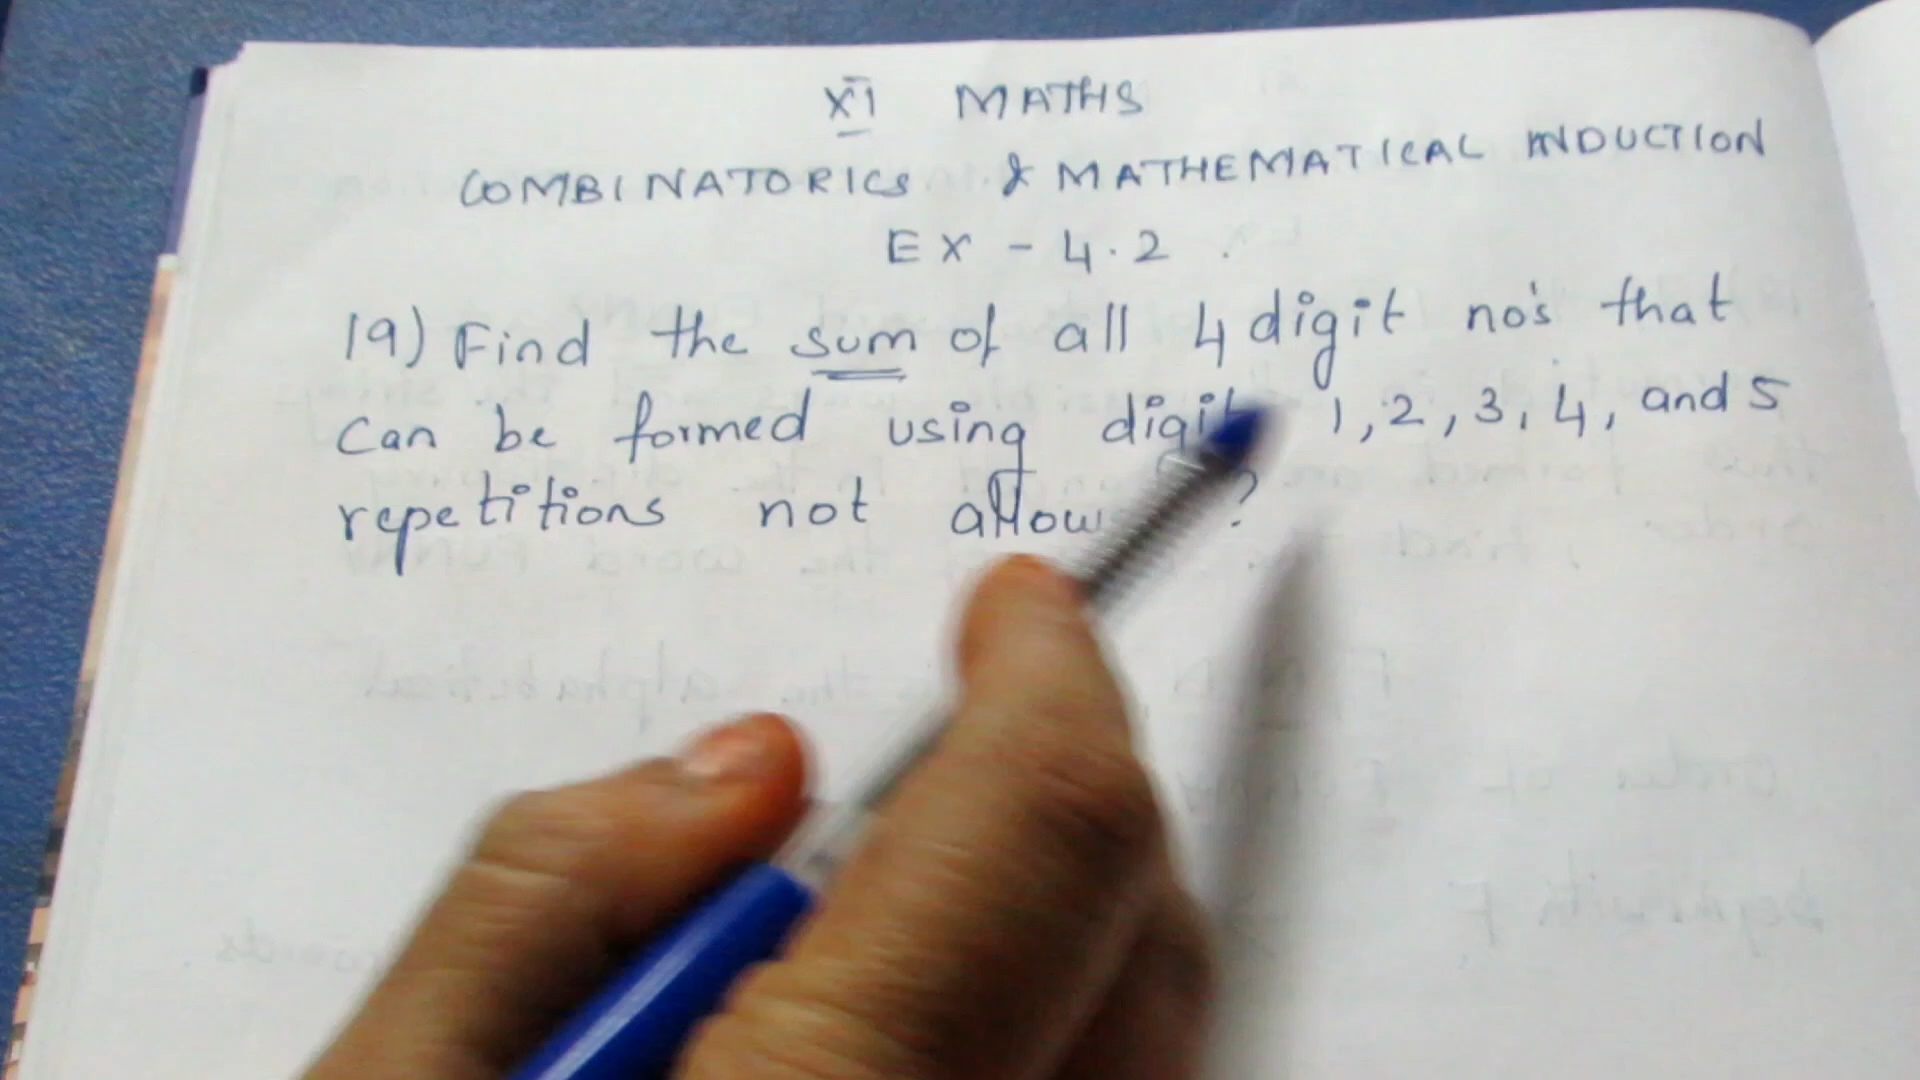 XI MATHS
COMBINATORICS & MATHEMATICAL INDUCTION
EX - 4.2
19) Find the sum of all 4 digit no's that
can be formed using 1, 2, 3, 4, and 5
repetitions not ?